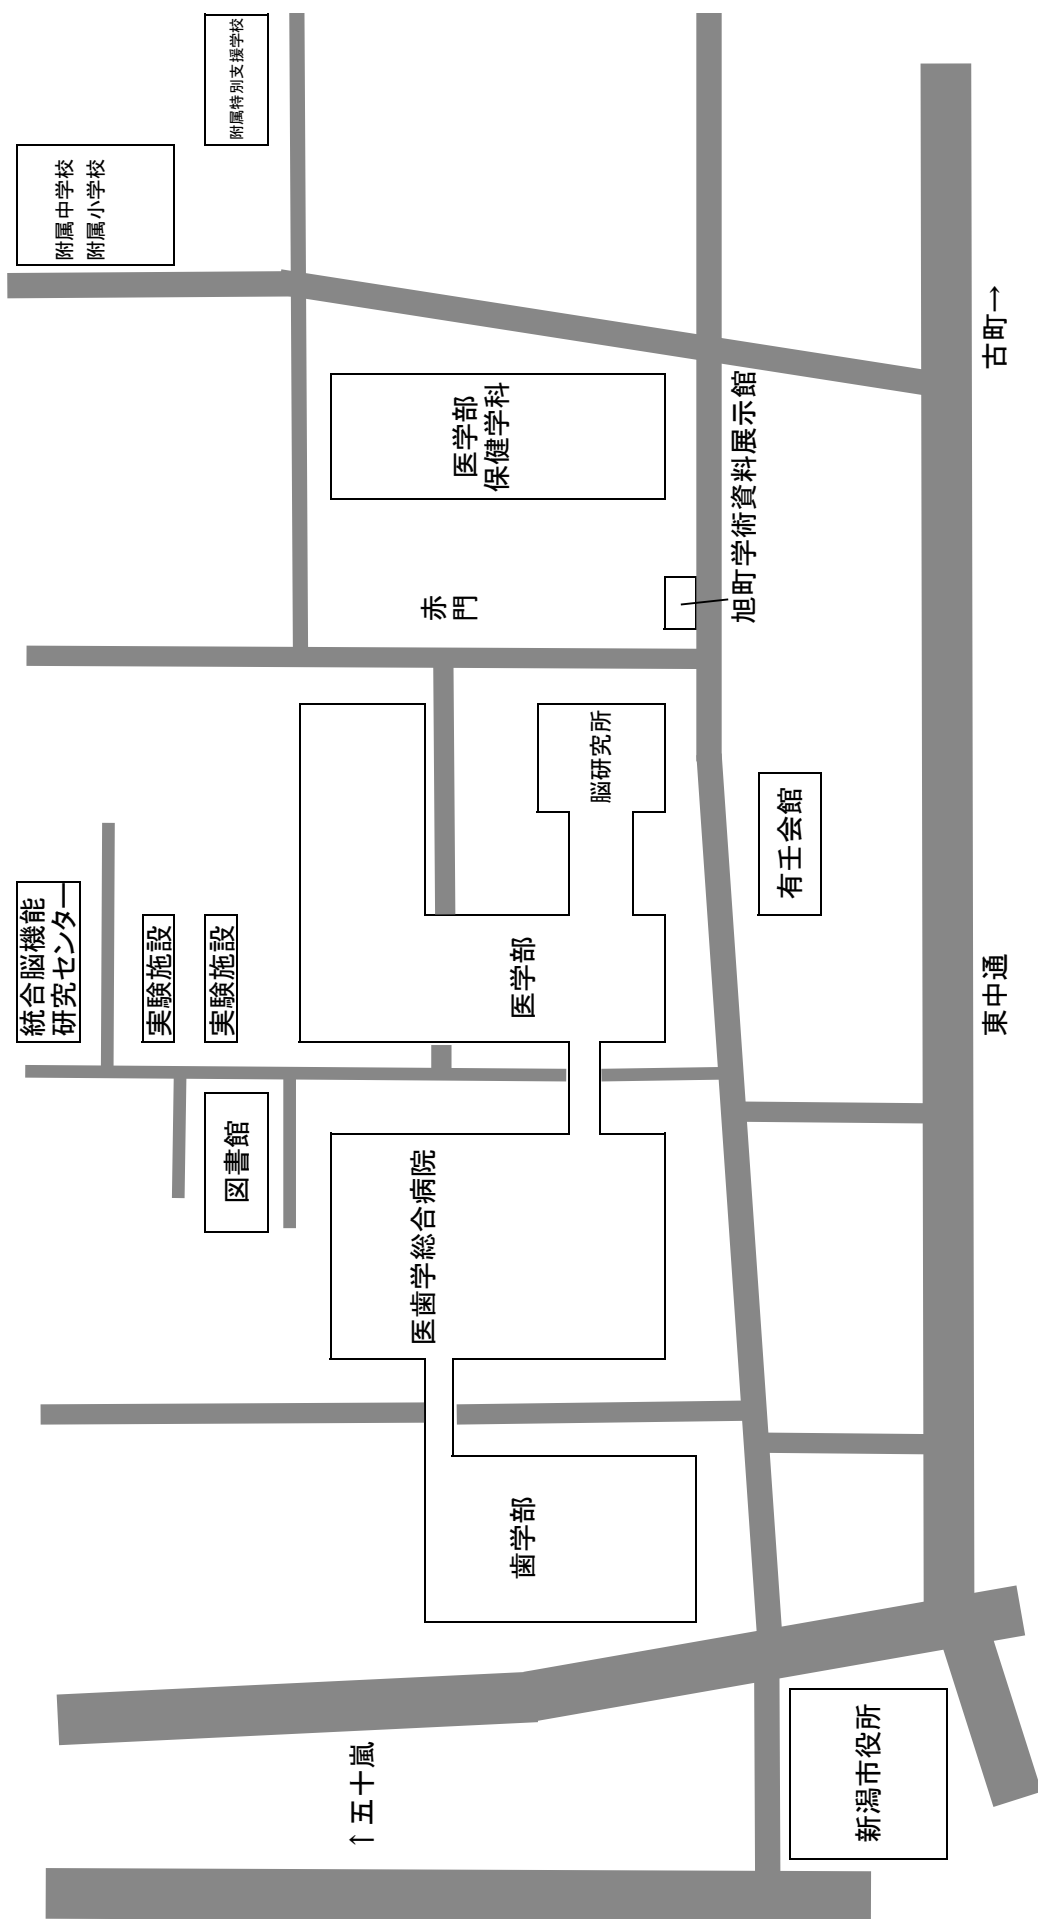 附属特別支援学校
附属中学校
附属小学校
古町→
医学部
保健学科
旭町学術資料展示館
赤門
脳研究所
有壬会館
統合脳機能
研究センター
実験施設
実験施設
医学部
東中通
図書館
医歯学総合病院
歯学部
←五十嵐
新潟市役所